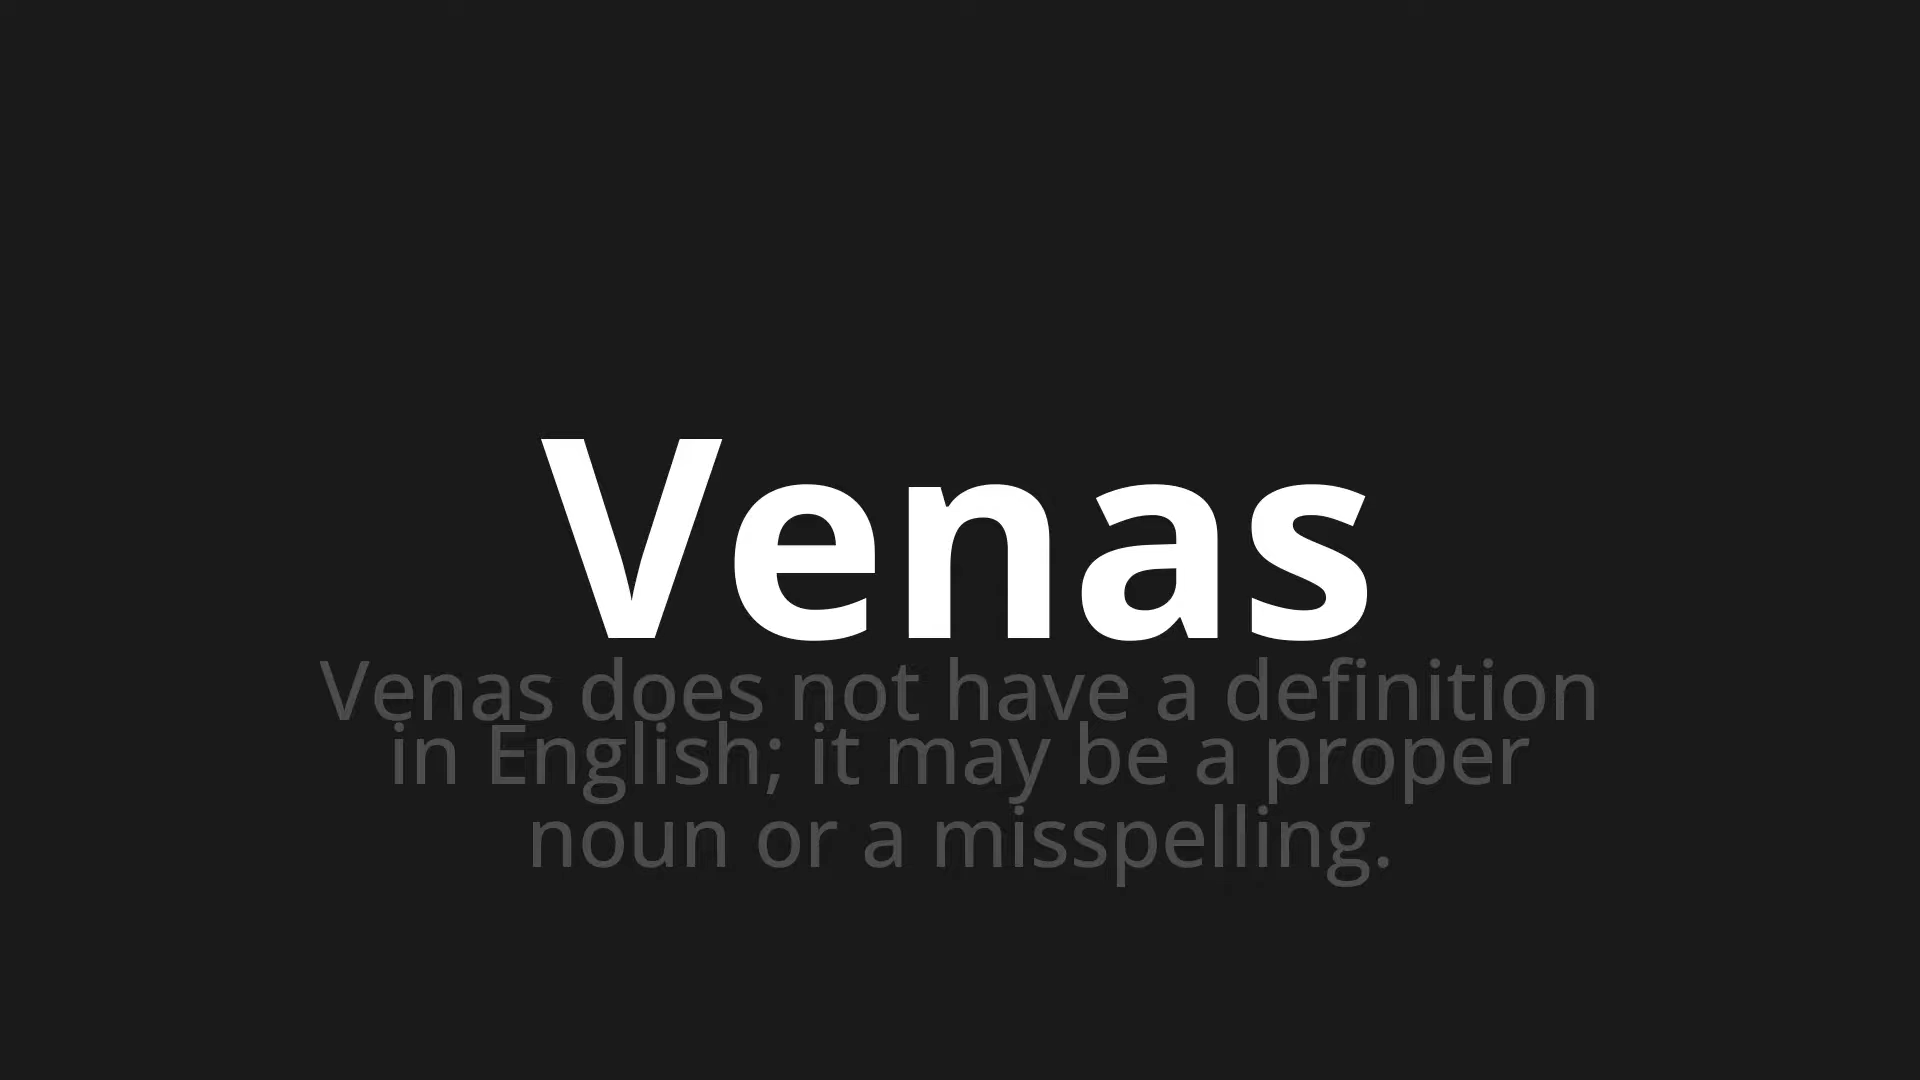 Venas
Venas does not have a definition
in English; it may be a proper
noun or a misspelling.